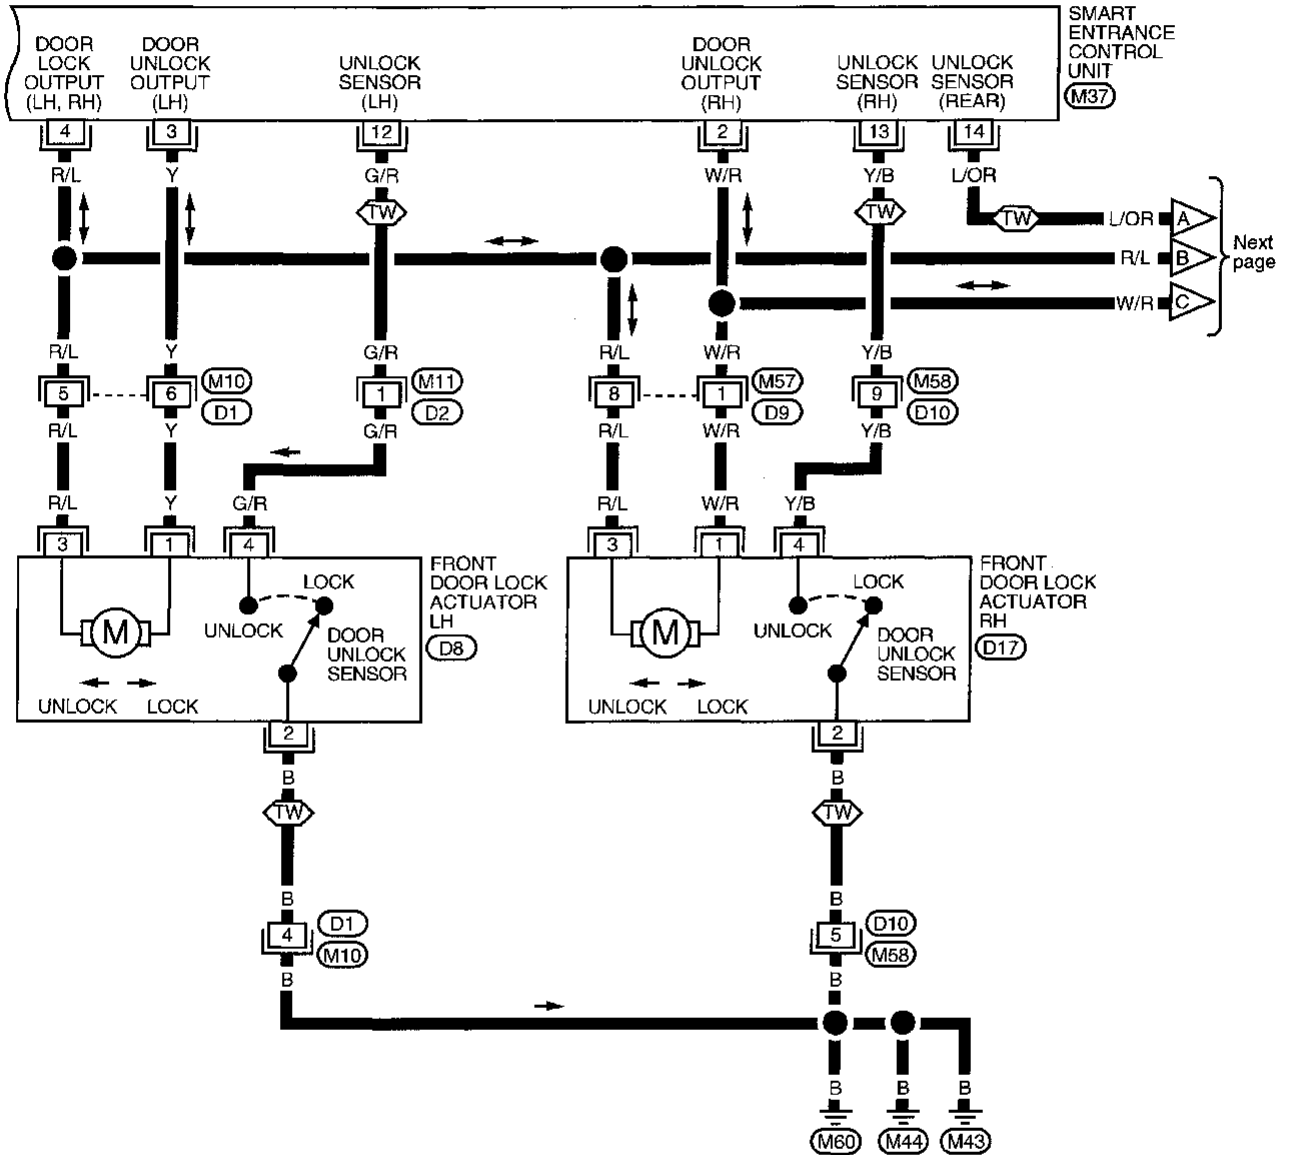 SMART
ENTRANCE
CONTROL
UNIT
M37
DOOR
LOCK
OUTPUT
(LH, RH)
DOOR
UNLOCK
OUTPUT
(LH)
UNLOCK
SENSOR
(LH)
DOOR
UNLOCK
OUTPUT
(RH)
UNLOCK
SENSOR
(RH)
UNLOCK
SENSOR
(REAR)
4 3 12 2 13 14
R/L Y G/R W/R Y/B L/OR
TW TW TW L/OR A
R/L B
W/R C
Next
page
R/L Y G/R R/L W/R Y/B
5 6 M10 D1
1 M11 D2
8 1 M57 D9
9 M58 D10
R/L Y G/R R/L W/R Y/B
R/L Y G/R R/L W/R Y/B
3 1 4 3 1 4
M
UNLOCK LOCK
LOCK
UNLOCK
DOOR
UNLOCK
SENSOR
FRONT
DOOR LOCK
ACTUATOR
LH
D8
M
UNLOCK LOCK
LOCK
UNLOCK
DOOR
UNLOCK
SENSOR
FRONT
DOOR LOCK
ACTUATOR
RH
D17
2 2
B B
TW TW
B B
4 D1 M10
5 D10 M58
B B
B B B
M60 M44 M43